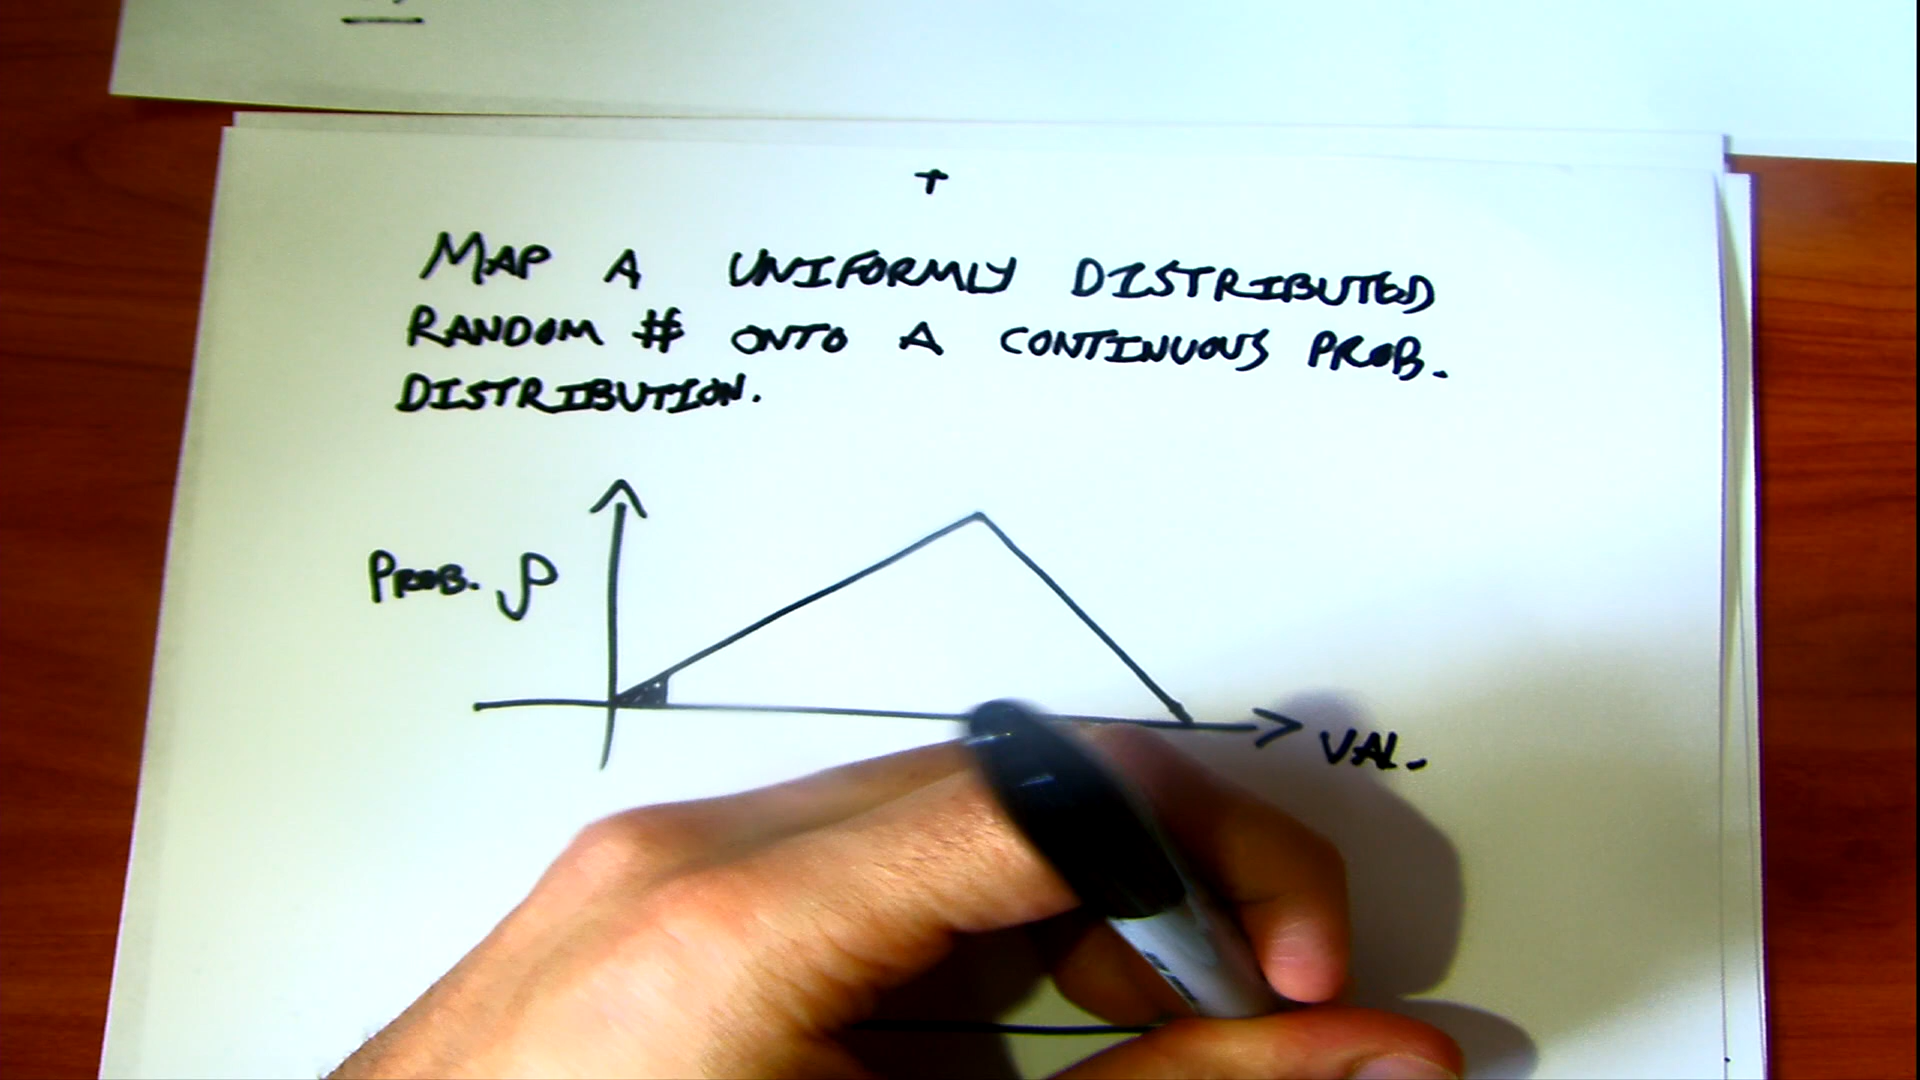 MAP A UNIFORMLY DISTRIBUTED
RANDOM # ONTO A CONTINUOUS PROB.
DISTRIBUTION.
PROB. ρ
VAL.